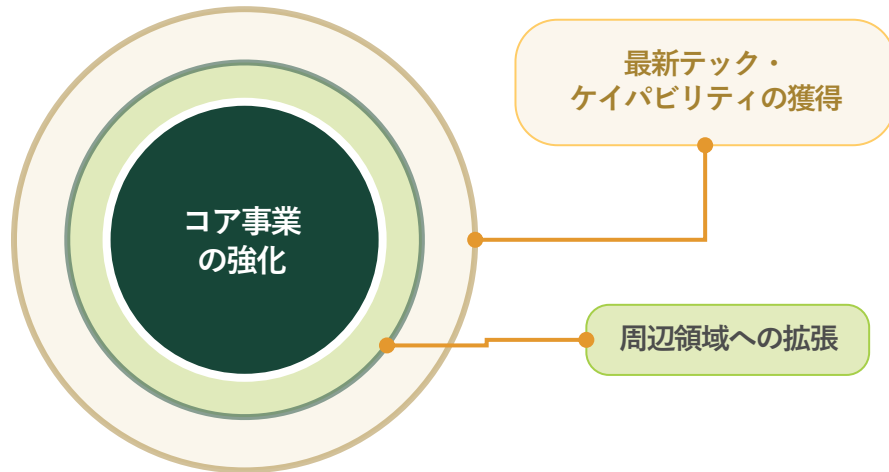 最新テック・
ケイパビリティの獲得
コア事業
の強化
周辺領域への拡張